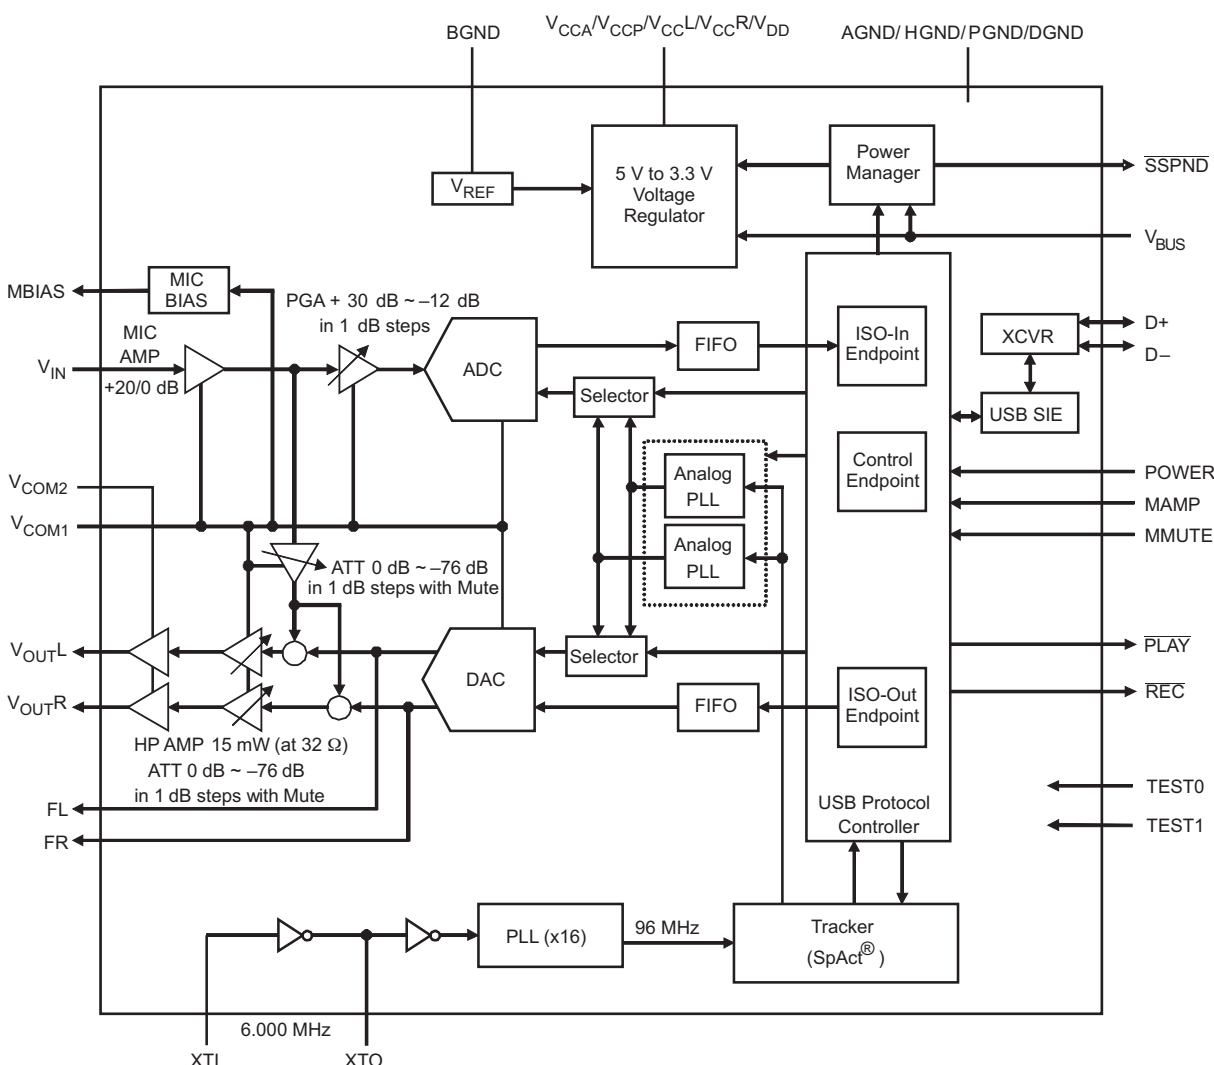 BGND
VCCA/VCCP/VCCL/VCCR/VDD
AGND/HGND/PGND/DGND
5 V to 3.3 V
Voltage
Regulator
Power
Manager
SSPND
VREF
VBUS
MBIAS
MIC
BIAS
PGA + 30 dB ~ –12 dB
in 1 dB steps
MIC
AMP
+20/0 dB
VIN
ADC
FIFO
ISO-In
Endpoint
XCVR
D+
D–
Selector
USB SIE
Analog
PLL
Control
Endpoint
POWER
MAMP
MMUTE
VCOM2
VCOM1
Analog
PLL
ATT 0 dB ~ –76 dB
in 1 dB steps with Mute
VOUTL
VOUTR
DAC
Selector
FIFO
ISO-Out
Endpoint
PLAY
REC
HP AMP 15 mW (at 32 Ω)
ATT 0 dB ~ –76 dB
in 1 dB steps with Mute
FL
FR
USB Protocol
Controller
TEST0
TEST1
PLL (x16)
96 MHz
Tracker
(SpAct®)
6.000 MHz
XTI
XTO